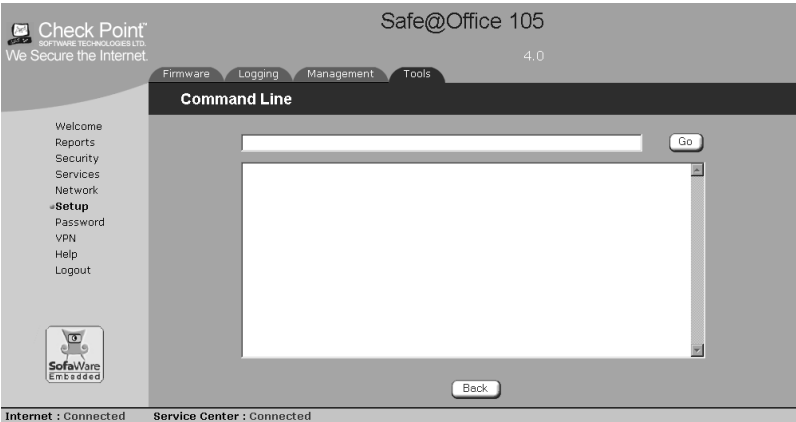 Check Point™
SOFTWARE TECHNOLOGIES LTD.
We Secure the Internet.
Safe@Office 105
4.0
Firmware Logging Management Tools
Command Line
Welcome
Reports
Security
Services
Network
Setup
Password
VPN
Help
Logout
Go
Back
SofaWare
Embedded
Internet : Connected Service Center : Connected